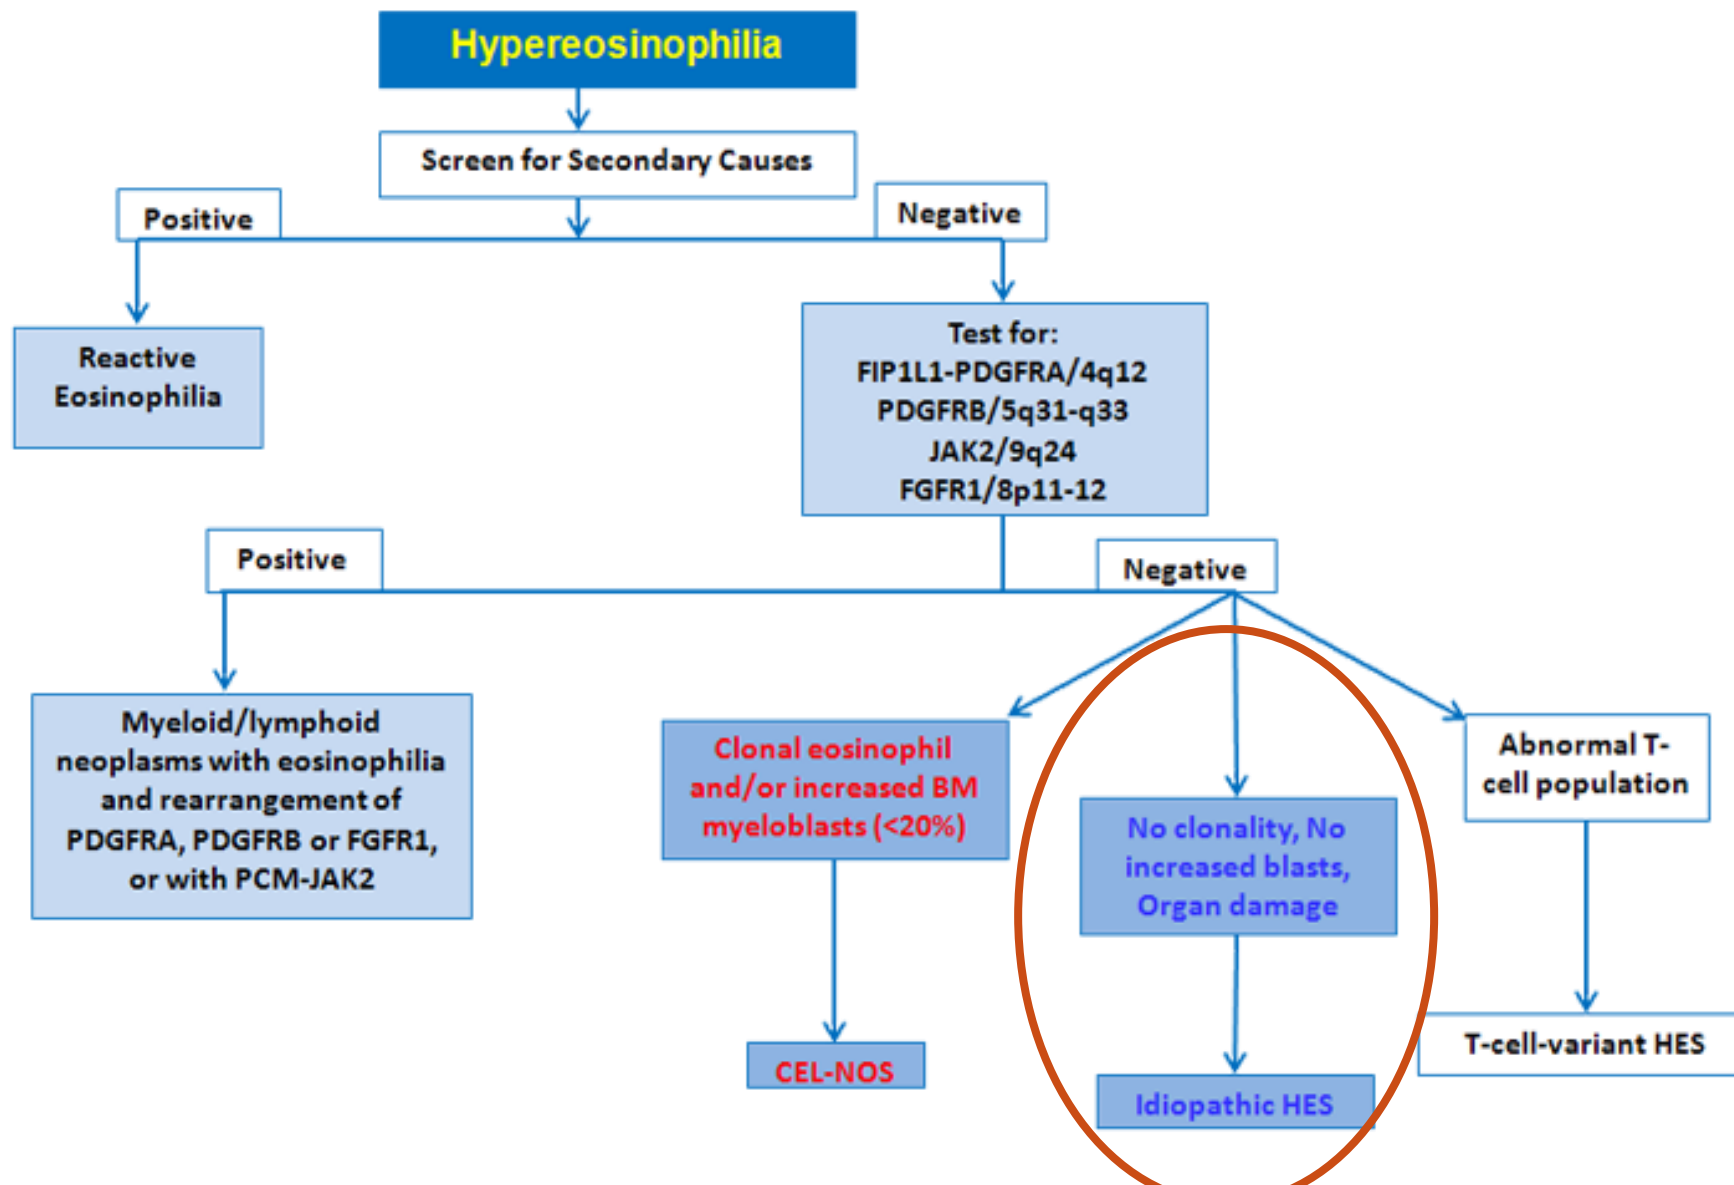 Hypereosinophilia
Screen for Secondary Causes
Positive
Negative
Reactive
Eosinophilia
Test for:
FIP1L1-PDGFRA/4q12
PDGFRB/5q31-q33
JAK2/9q24
FGFR1/8p11-12
Positive
Negative
Myeloid/lymphoid
neoplasms with eosinophilia
and rearrangement of
PDGFRA, PDGFRB or FGFR1,
or with PCM-JAK2
Clonal eosinophil
and/or increased BM
myeloblasts (<20%)
No clonality, No
increased blasts,
Organ damage
Abnormal T-
cell population
CEL-NOS
Idiopathic HES
T-cell-variant HES